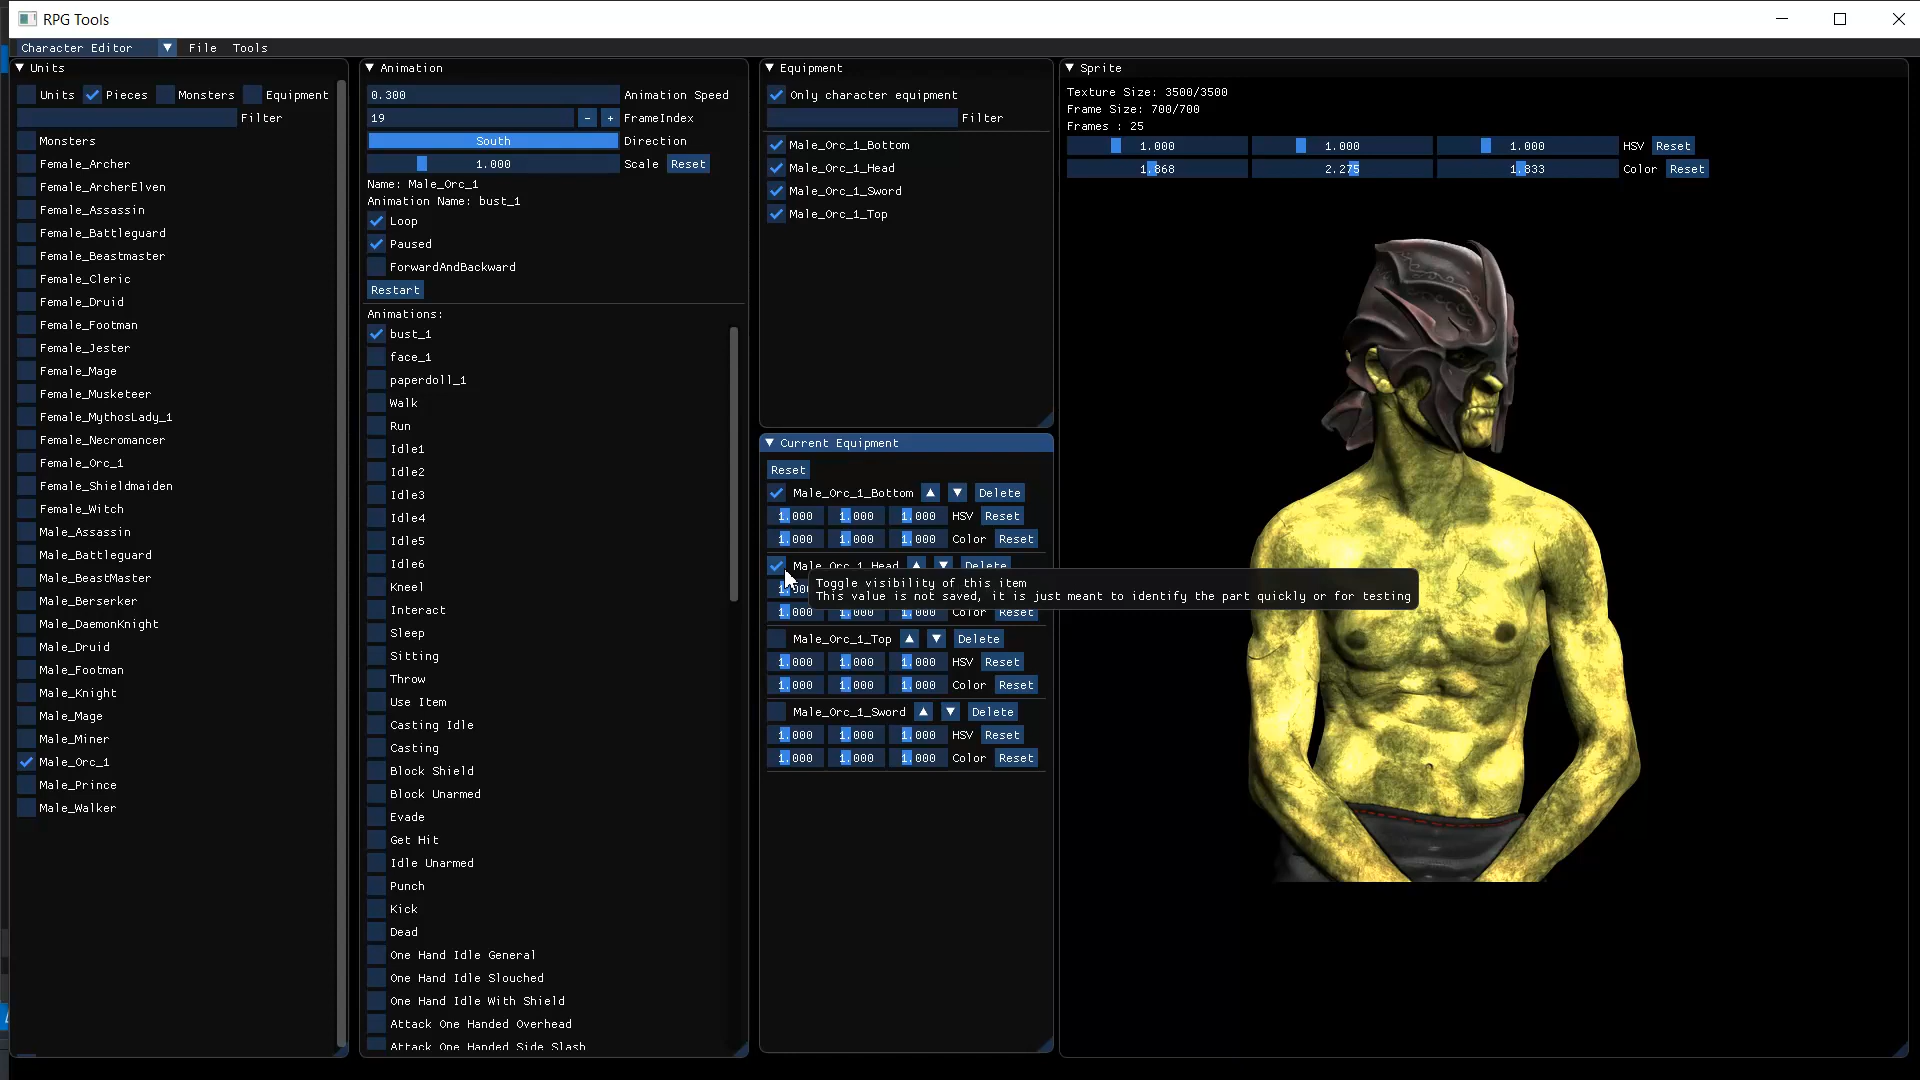 RPG Tools
Character Editor File Tools
Units
Units Pieces Monsters Equipment
Filter
Monsters
Female_Archer
Female_ArcherElven
Female_Assassin
Female_Battleguard
Female_Beastmaster
Female_Cleric
Female_Druid
Female_Footman
Female_Jester
Female_Mage
Female_Musketeer
Female_MythosLady_1
Female_Necromancer
Female_Orc_1
Female_Shieldmaiden
Female_Witch
Male_Assassin
Male_Battleguard
Male_BeastMaster
Male_Berserker
Male_DaemonKnight
Male_Druid
Male_Footman
Male_Knight
Male_Mage
Male_Miner
Male_Orc_1
Male_Prince
Male_Walker
Animation
0.300 Animation Speed
19 - + FrameIndex
South Direction
1.000 Scale Reset
Name: Male_Orc_1
Animation Name: bust_1
Loop
Paused
ForwardAndBackward
Restart
Animations:
bust_1
face_1
paperdoll_1
Walk
Run
Idle1
Idle2
Idle3
Idle4
Idle5
Idle6
Kneel
Interact
Sleep
Sitting
Throw
Use Item
Casting Idle
Casting
Block Shield
Block Unarmed
Evade
Get Hit
Idle Unarmed
Punch
Kick
Dead
One Hand Idle General
One Hand Idle Slouched
One Hand Idle With Shield
Attack One Handed Overhead
Attack One Handed Side Slash
Equipment
Only character equipment
Filter
Male_Orc_1_Bottom
Male_Orc_1_Head
Male_Orc_1_Sword
Male_Orc_1_Top
Current Equipment
Reset
Male_Orc_1_Bottom Delete
1.000 1.000 1.000 HSV Reset
1.000 1.000 1.000 Color Reset
Male_Orc_1_Head Delete
Toggle visibility of this item
This value is not saved, it is just meant to identify the part quickly or for testing
1.000 1.000 1.000 Color Reset
Male_Orc_1_Top Delete
1.000 1.000 1.000 HSV Reset
1.000 1.000 1.000 Color Reset
Male_Orc_1_Sword Delete
1.000 1.000 1.000 HSV Reset
1.000 1.000 1.000 Color Reset
Sprite
Texture Size: 3500/3500
Frame Size: 700/700
Frames : 25
1.000 1.000 1.000 HSV Reset
1.868 2.275 1.833 Color Reset